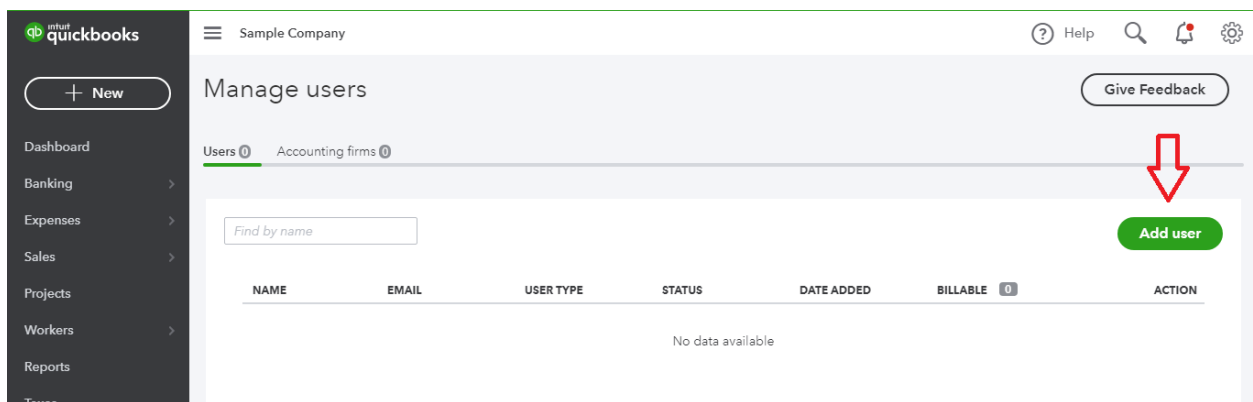 intuit
quickbooks
Sample Company
Help
+ New
Manage users
Give Feedback
Dashboard
Users 0
Accounting firms 0
Banking
Expenses
Find by name
Add user
Sales
NAME EMAIL USER TYPE STATUS DATE ADDED BILLABLE 0 ACTION
Projects
Workers
No data available
Reports